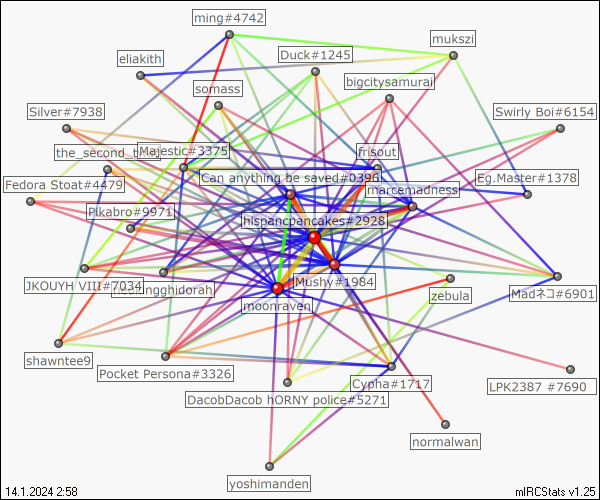 ming#4742
mukszi
eliakith
Duck#1245
bigcitysamurai
somass
Silver#7938
Swirly Boi#6154
Majestic#3375
frisout
the_second_
Can anything be saved#0396
Eg.Master#1378
Fedora Stoat#4479
marcemadness
Pikabro#9971
hispancpancakes#2928
JKOUYH VIII#7034
Mushy#1984
zebula
Madネコ#6901
moonraven
shawntee9
Pocket Persona#3326
Cypha#1717
LPK2387 #7690
DacobDacob hORNY police#5271
normalwan
yoshimanden
14.1.2024 2:58
mIRCStats v1.25